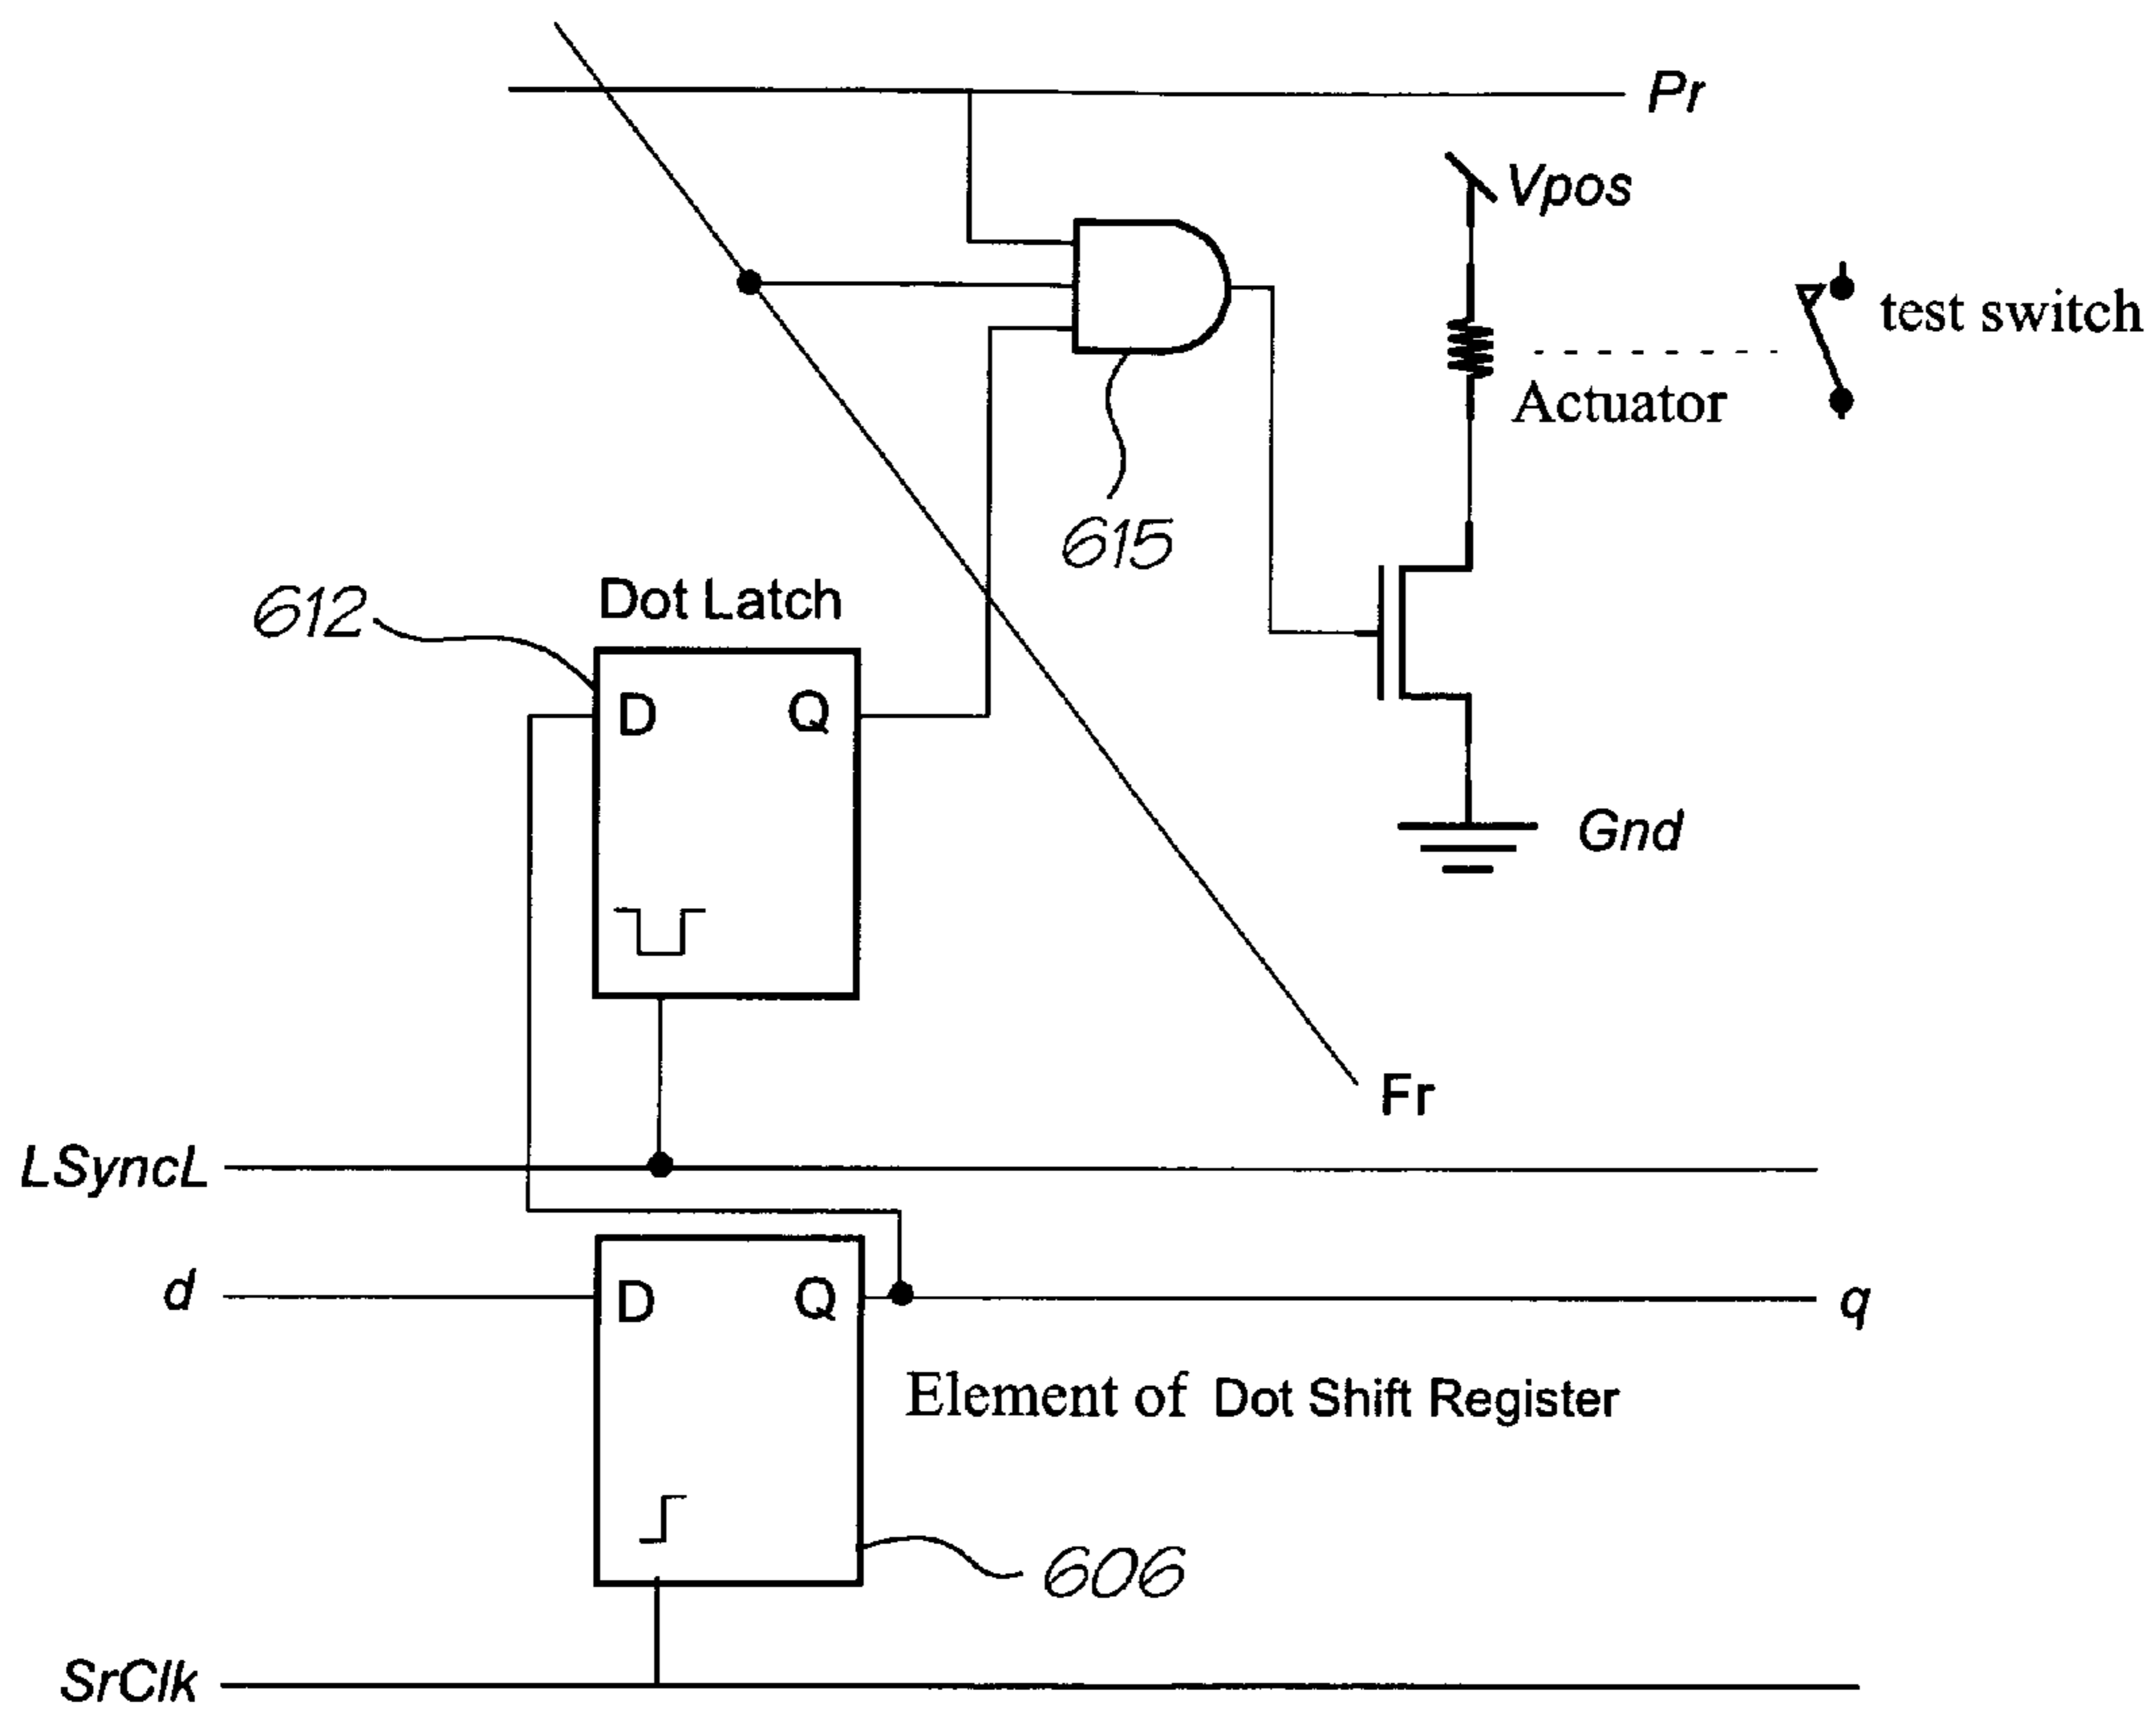 Pr
Vpos
test switch
Actuator
615
612
Dot Latch
D Q
Gnd
Fr
LSyncL
d
D Q
q
Element of Dot Shift Register
606
SrClk